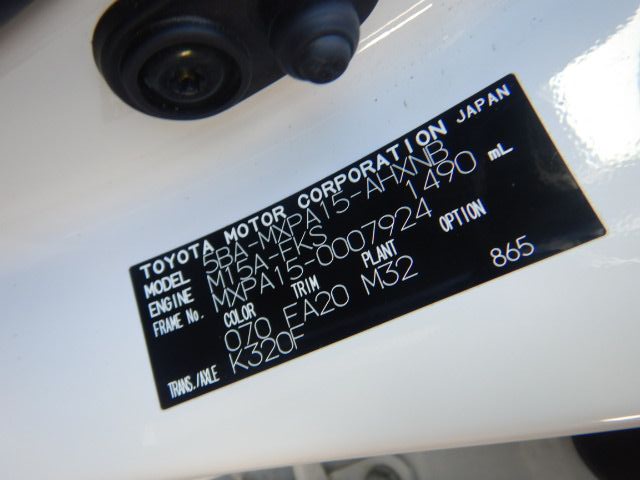 TOYOTA MOTOR CORPORATION JAPAN
MODEL 5BA-MXPA15-AHXNB
ENGINE M15A-FKS 1490 mL
FRAME No. MXPA15-0007924
COLOR TRIM PLANT OPTION
070 FA20 M32 865
TRANS./AXLE K320F